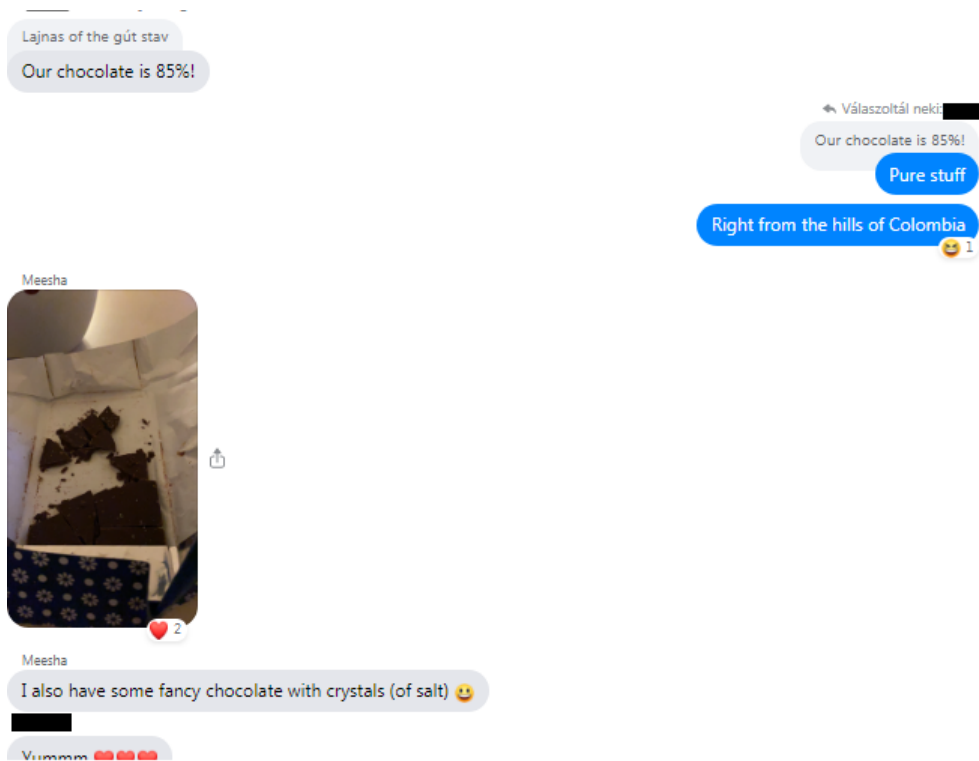 Lajnas of the gút stav
Our chocolate is 85%!
Válaszoltál neki:
Our chocolate is 85%!
Pure stuff
Right from the hills of Colombia
1
Meesha
2
Meesha
I also have some fancy chocolate with crystals (of salt) 😃
Yummm ❤️❤️❤️